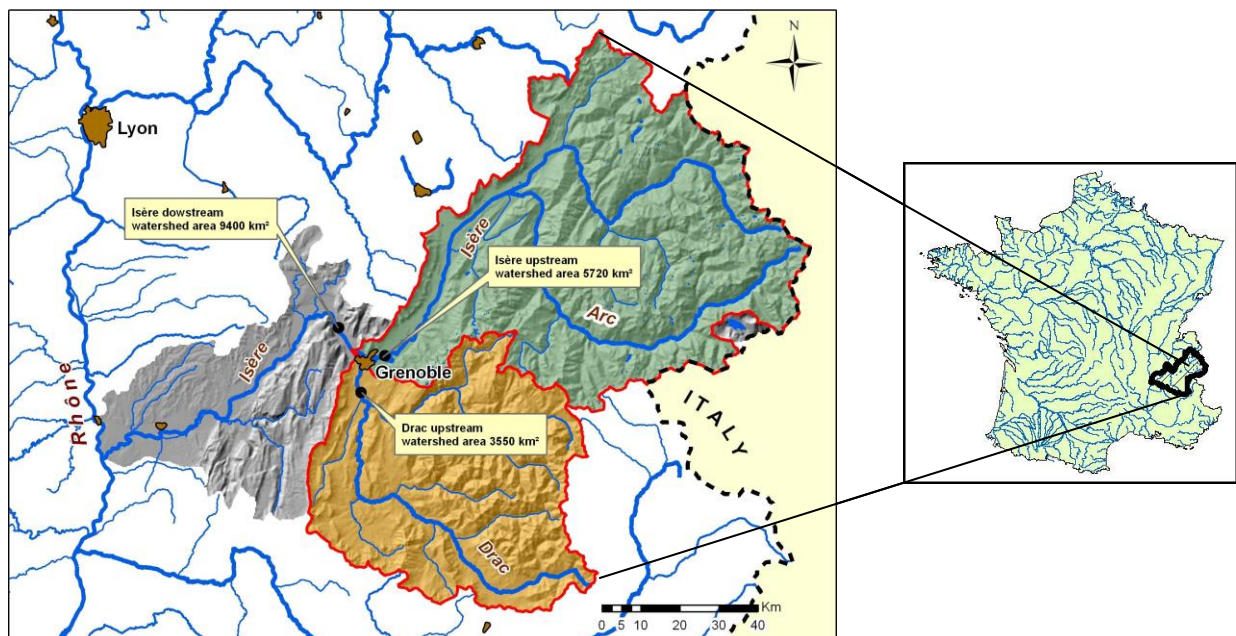 N
Lyon
Isère dowstream
watershed area 9400 km²
Isère
Isère upstream
watershed area 5720 km²
Arc
Isère
Grenoble
Rhône
ITALY
Drac upstream
watershed area 3550 km²
Drac
Km
0 5 10 20 30 40